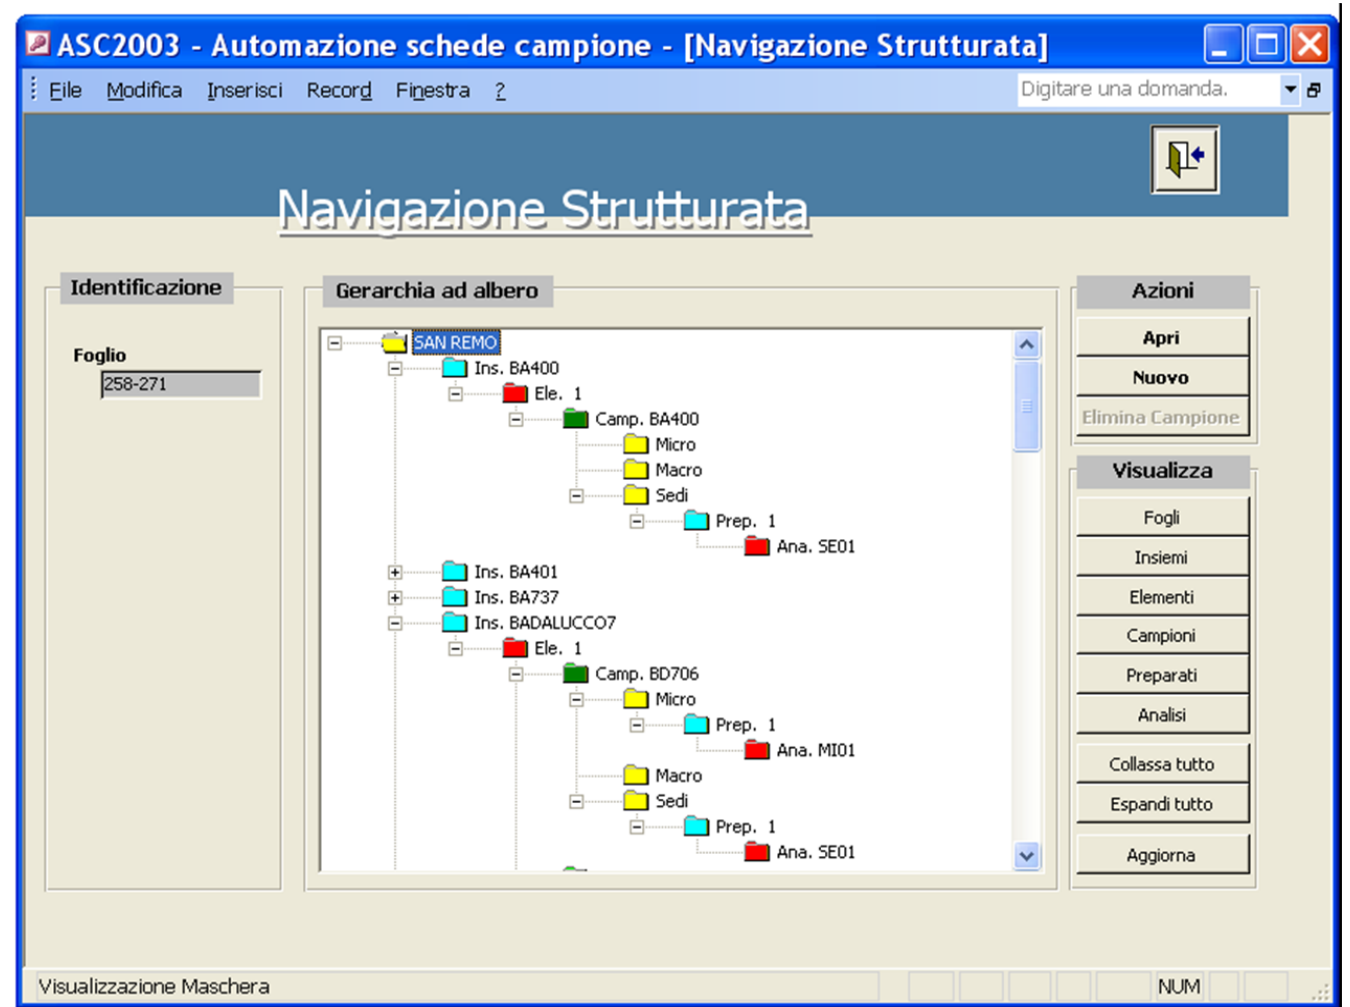 ASC2003 - Automazione schede campione - [Navigazione Strutturata]
File Modifica Inserisci Record Finestra ? Digitare una domanda.
Navigazione Strutturata
Identificazione
Foglio
258-271
Gerarchia ad albero
SAN REMO
Ins. BA400
Ele. 1
Camp. BA400
Micro
Macro
Sedi
Prep. 1
Ana. SE01
Ins. BA401
Ins. BA737
Ins. BADALUCCO7
Ele. 1
Camp. BD706
Micro
Prep. 1
Ana. MI01
Macro
Sedi
Prep. 1
Ana. SE01
Azioni
Apri
Nuovo
Elimina Campione
Visualizza
Fogli
Insiemi
Elementi
Campioni
Preparati
Analisi
Collassa tutto
Espandi tutto
Aggiorna
Visualizzazione Maschera NUM